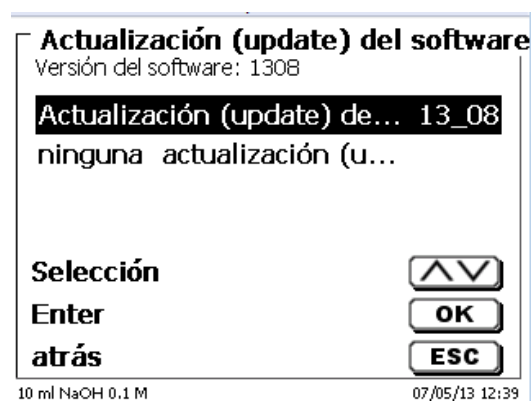 Actualización (update) del software
Versión del software: 1308
Actualización (update) de... 13_08
ninguna actualización (u...
Selección
Enter OK
atrás ESC
10 ml NaOH 0.1 M 07/05/13 12:39